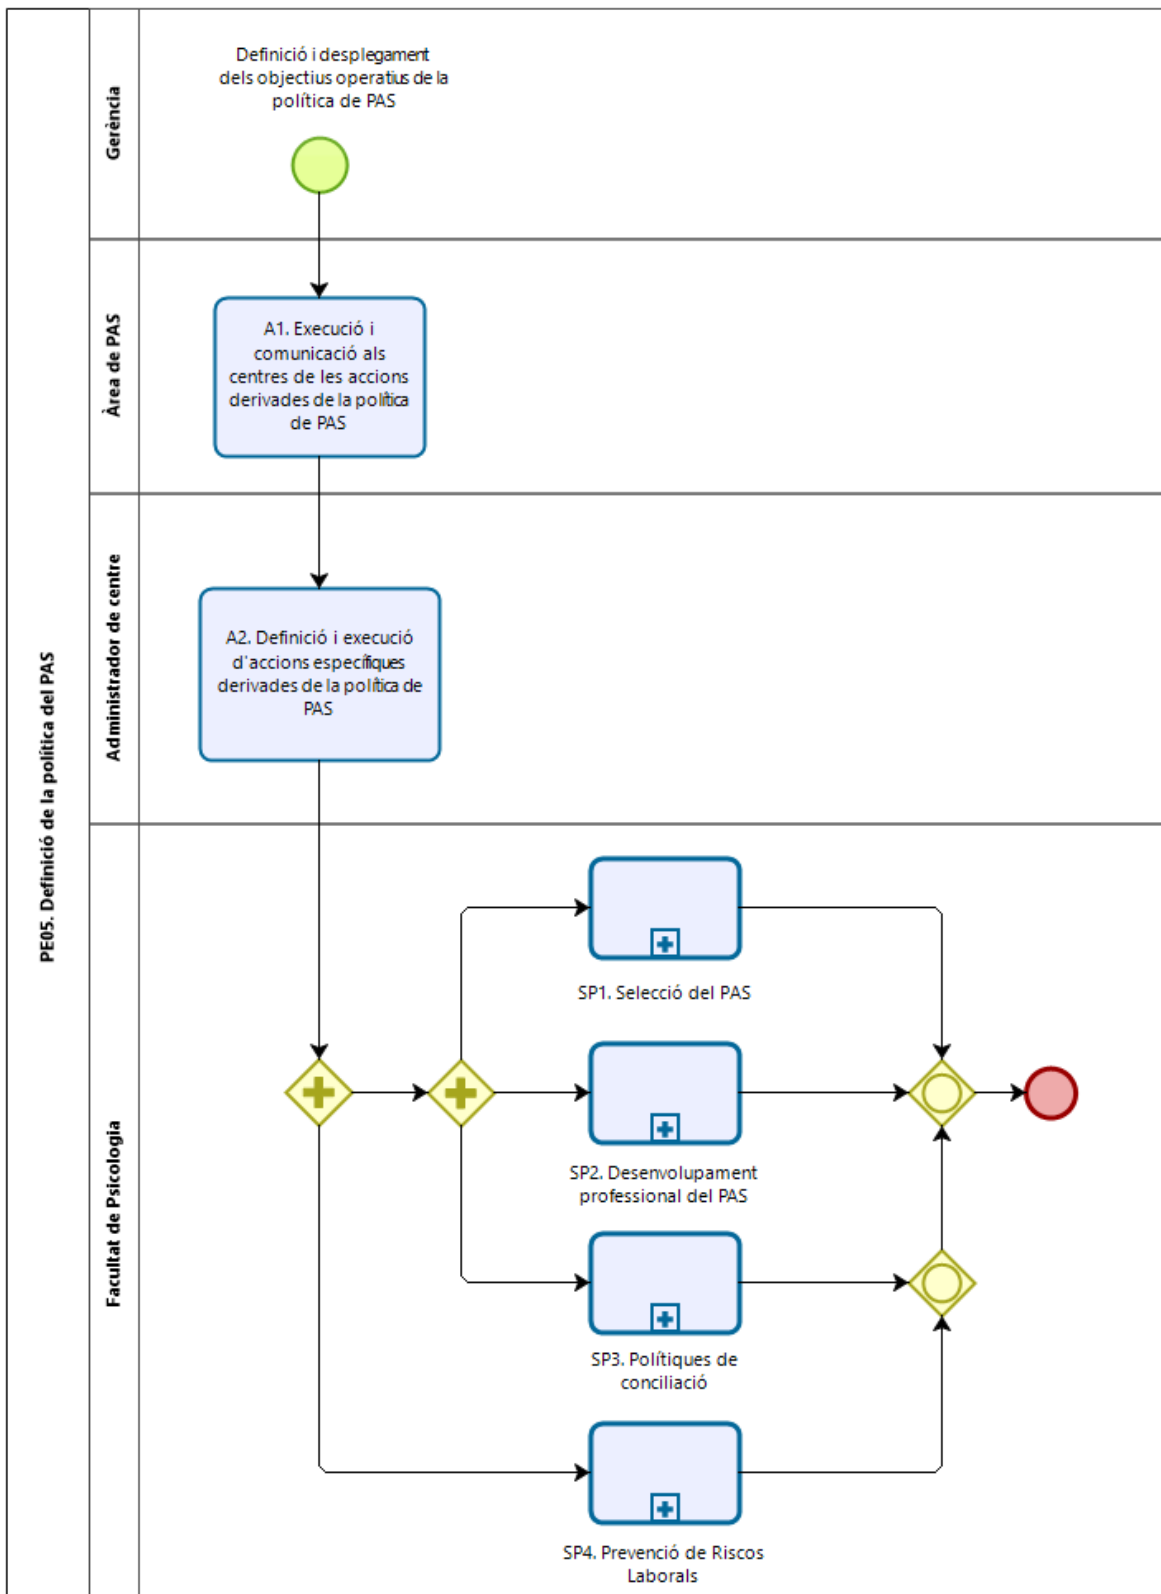 PE05. Definició de la política del PAS
Gerència
Definició i desplegament
dels objectius operatius de la
política de PAS
Àrea de PAS
A1. Execució i
comunicació als
centres de les accions
derivades de la política
de PAS
Administrador de centre
A2. Definició i execució
d'accions específiques
derivades de la política de
PAS
Facultat de Psicologia
SP1. Selecció del PAS
SP2. Desenvolupament
professional del PAS
SP3. Polítiques de
conciliació
SP4. Prevenció de Riscos
Laborals